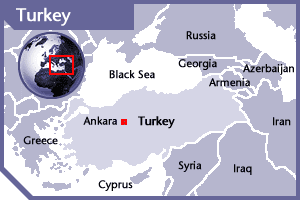 Turkey
Russia
Black Sea
Georgia
Azerbaijan
Armenia
Ankara
Turkey
Iran
Greece
Syria
Iraq
Cyprus